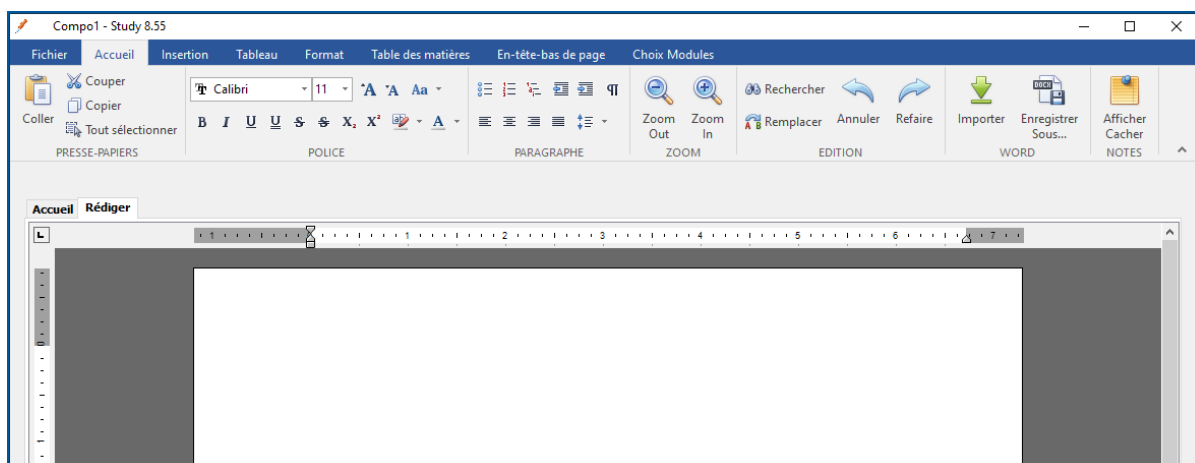 Compo1 - Study 8.55
Fichier Accueil Insertion Tableau Format Table des matières En-tête-bas de page Choix Modules
Coller
Couper
Copier
Tout sélectionner
PRESSE-PAPIERS
Calibri 11 A A Aa
B I U U S S X₂ X² A
POLICE
PARAGRAPHE
Zoom Out
Zoom In
ZOOM
Rechercher
Remplacer
Annuler
Refaire
EDITION
Importer
DOCX
Enregistrer Sous...
WORD
Afficher Cacher
NOTES
Accueil Rédiger
L 1 1 2 3 4 5 6 7